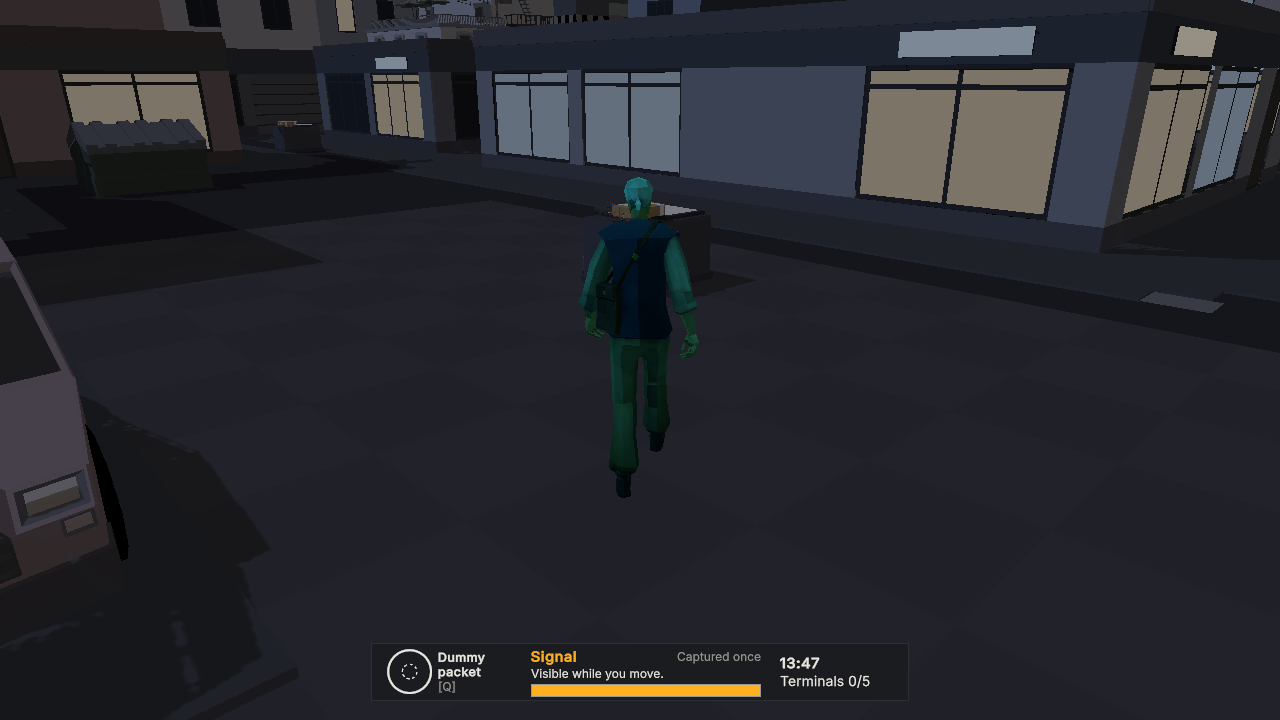 Dummy
packet
[Q]
Signal
Captured once
Visible while you move.
13:47
Terminals 0/5